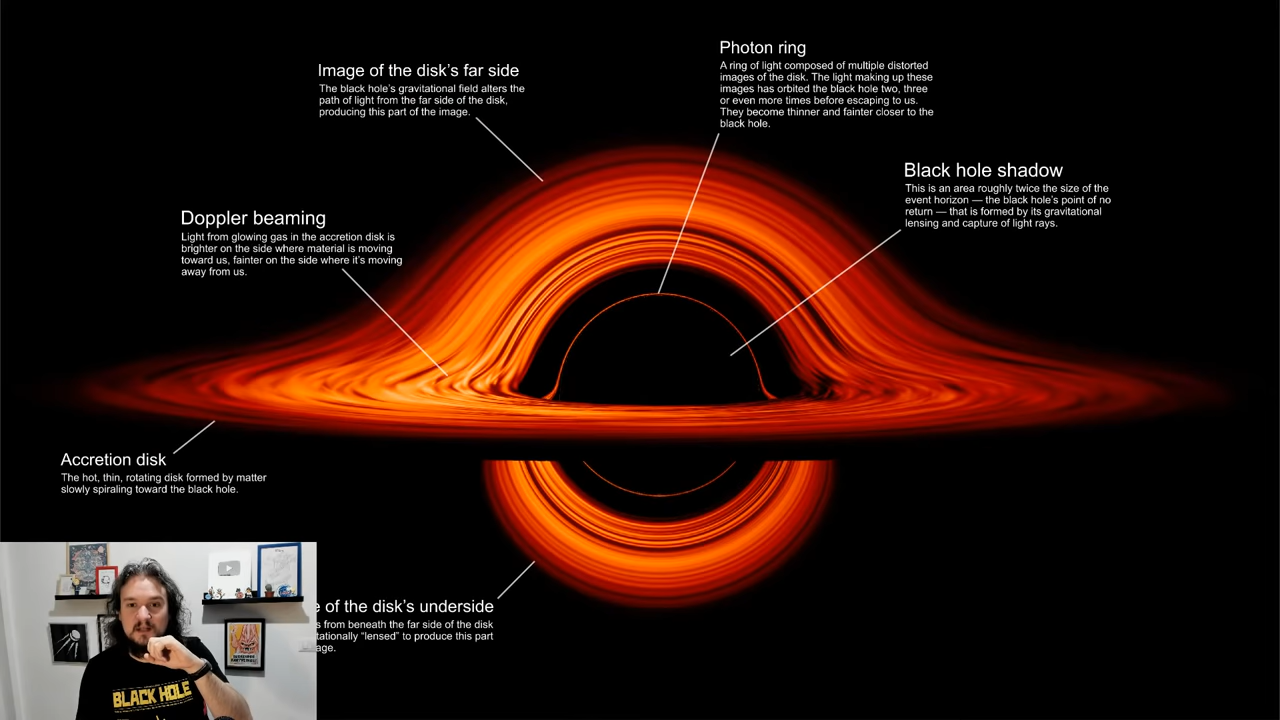 Photon ring
A ring of light composed of multiple distorted
images of the disk. The light making up these
images has orbited the black hole two, three
or even more times before escaping to us.
They become thinner and fainter closer to the
black hole.
Image of the disk's far side
The black hole's gravitational field alters the
path of light from the far side of the disk,
producing this part of the image.
Black hole shadow
This is an area roughly twice the size of the
event horizon — the black hole's point of no
return — that is formed by its gravitational
lensing and capture of light rays.
Doppler beaming
Light from glowing gas in the accretion disk is
brighter on the side where material is moving
toward us, fainter on the side where it's moving
away from us.
Accretion disk
The hot, thin, rotating disk formed by matter
slowly spiraling toward the black hole.
e of the disk's underside
s from beneath the far side of the disk
tationally "lensed" to produce this part
age.
BLACK HOLE